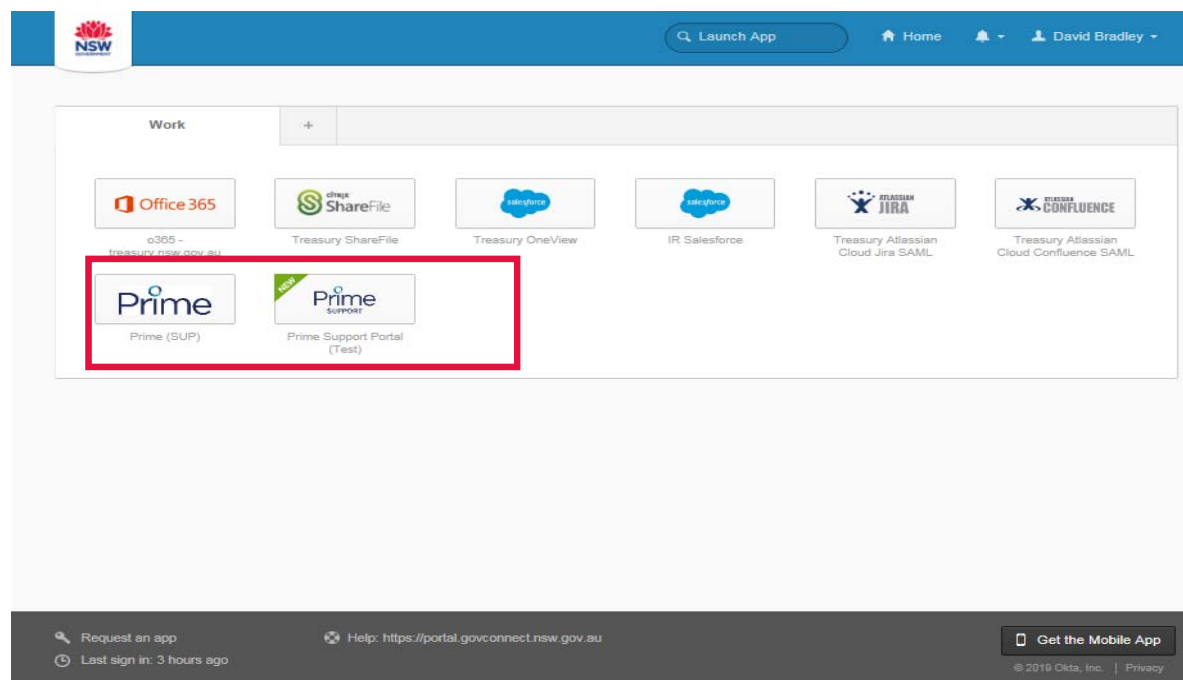 NSW
GOVERNMENT
Launch App
Home
David Bradley
Work
+
Office 365
citrix
ShareFile
salesforce
salesforce
ATLASSIAN
JIRA
ATLASSIAN
CONFLUENCE
o365 -
treasury.nsw.gov.au
Treasury ShareFile
Treasury OneView
IR Salesforce
Treasury Atlassian
Cloud Jira SAML
Treasury Atlassian
Cloud Confluence SAML
Prime
NEW
Prime
SUPPORT
Prime (SUP)
Prime Support Portal
(Test)
Request an app
Help: https://portal.govconnect.nsw.gov.au
Get the Mobile App
Last sign in: 3 hours ago
© 2019 Okta, Inc. | Privacy